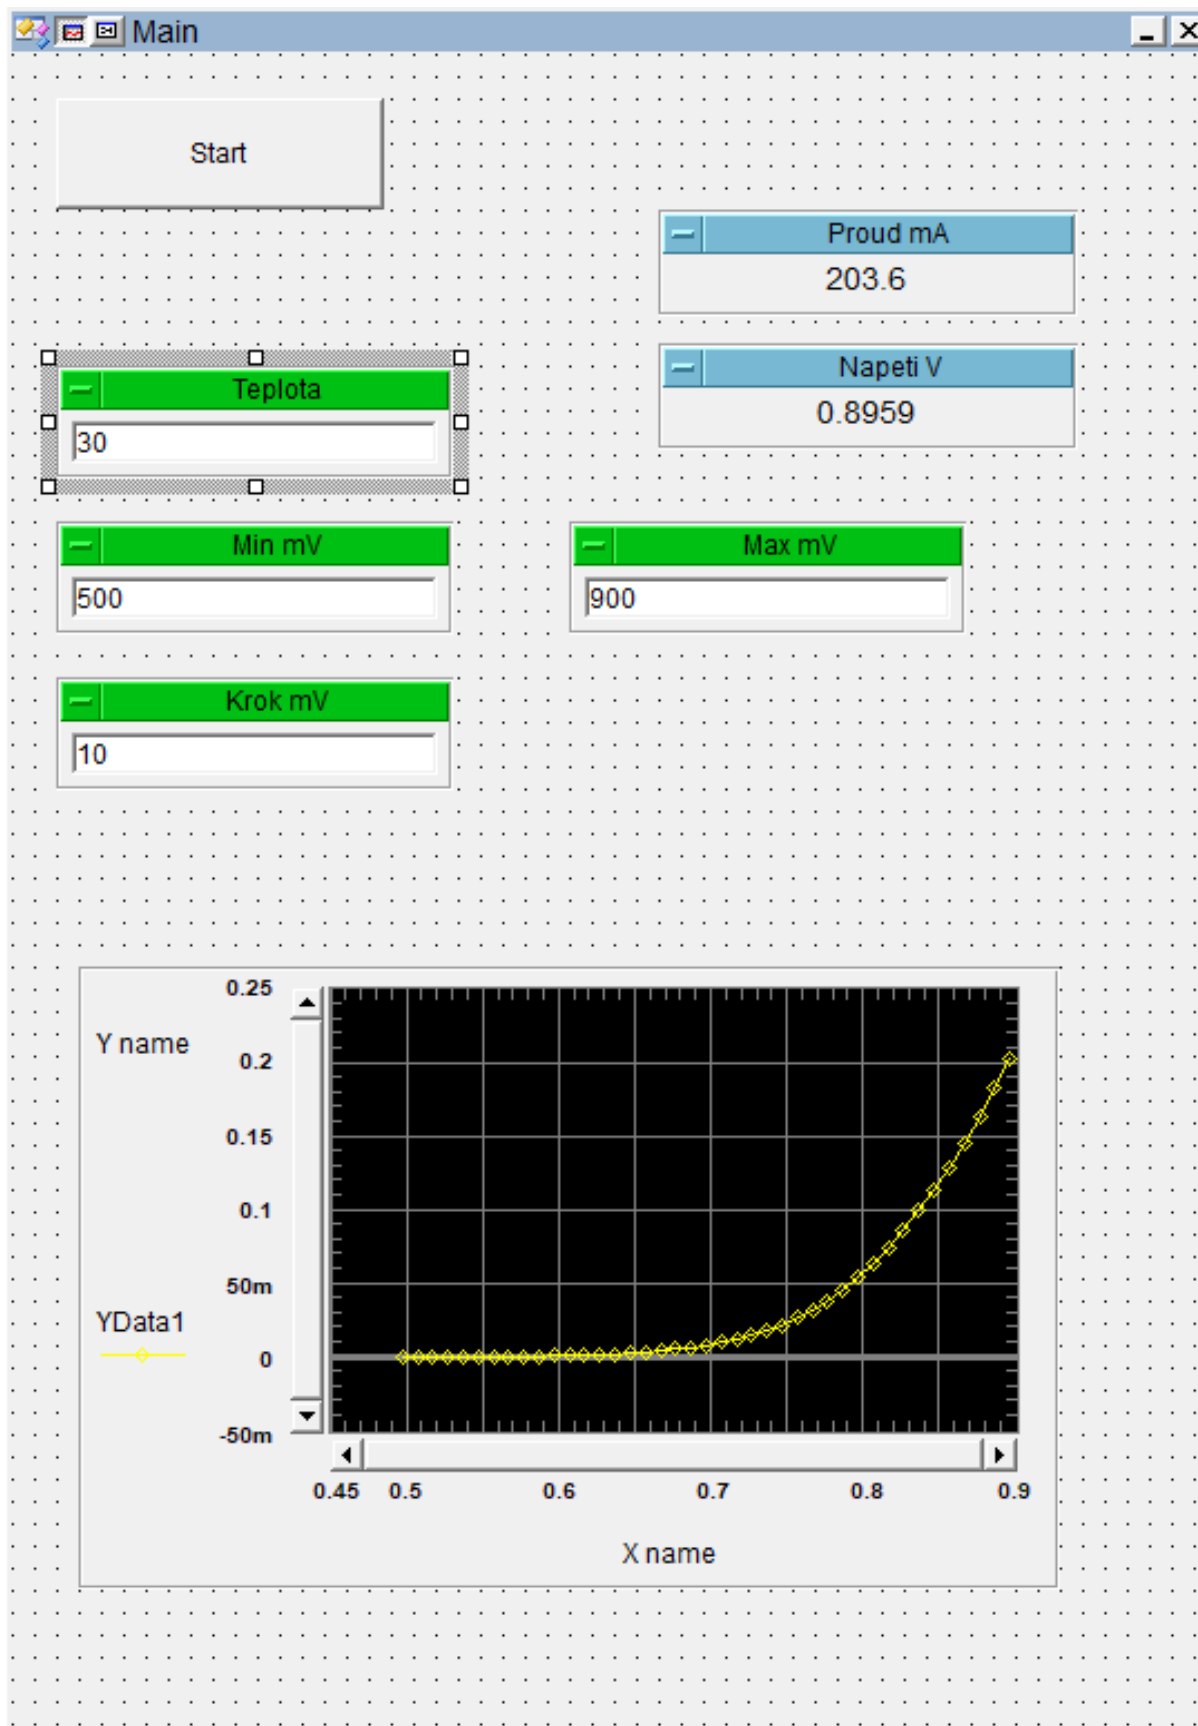 Main
Start
Proud mA
203.6
Napeti V
0.8959
Teplota
30
Min mV
500
Max mV
900
Krok mV
10
0.25
Y name
0.2
0.15
0.1
50m
YData1
0
-50m
0.45 0.5 0.6 0.7 0.8 0.9
X name